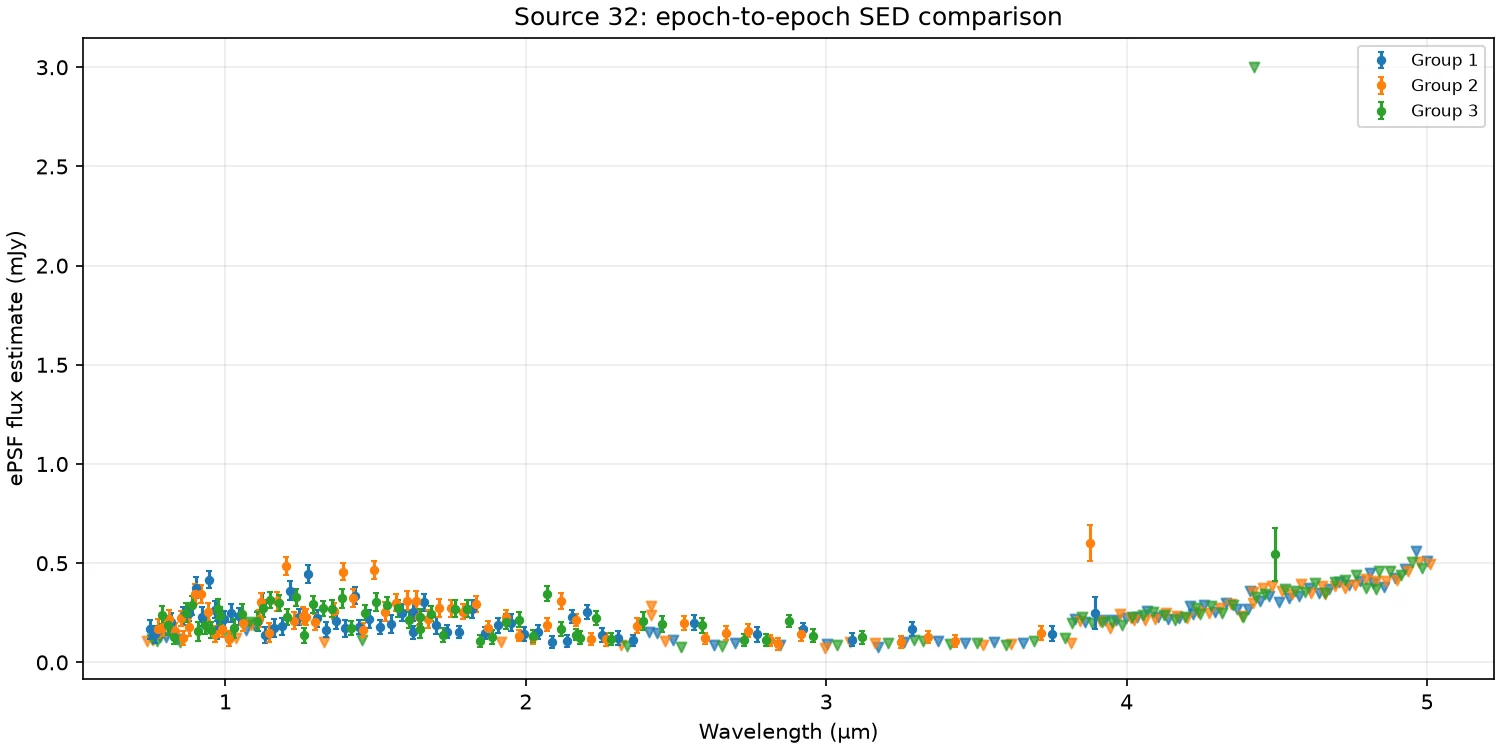 Source 32: epoch-to-epoch SED comparison
ePSF flux estimate (mJy)
3.0
2.5
2.0
1.5
1.0
0.5
0.0
Group 1
Group 2
Group 3
1
2
3
4
5
Wavelength (μm)